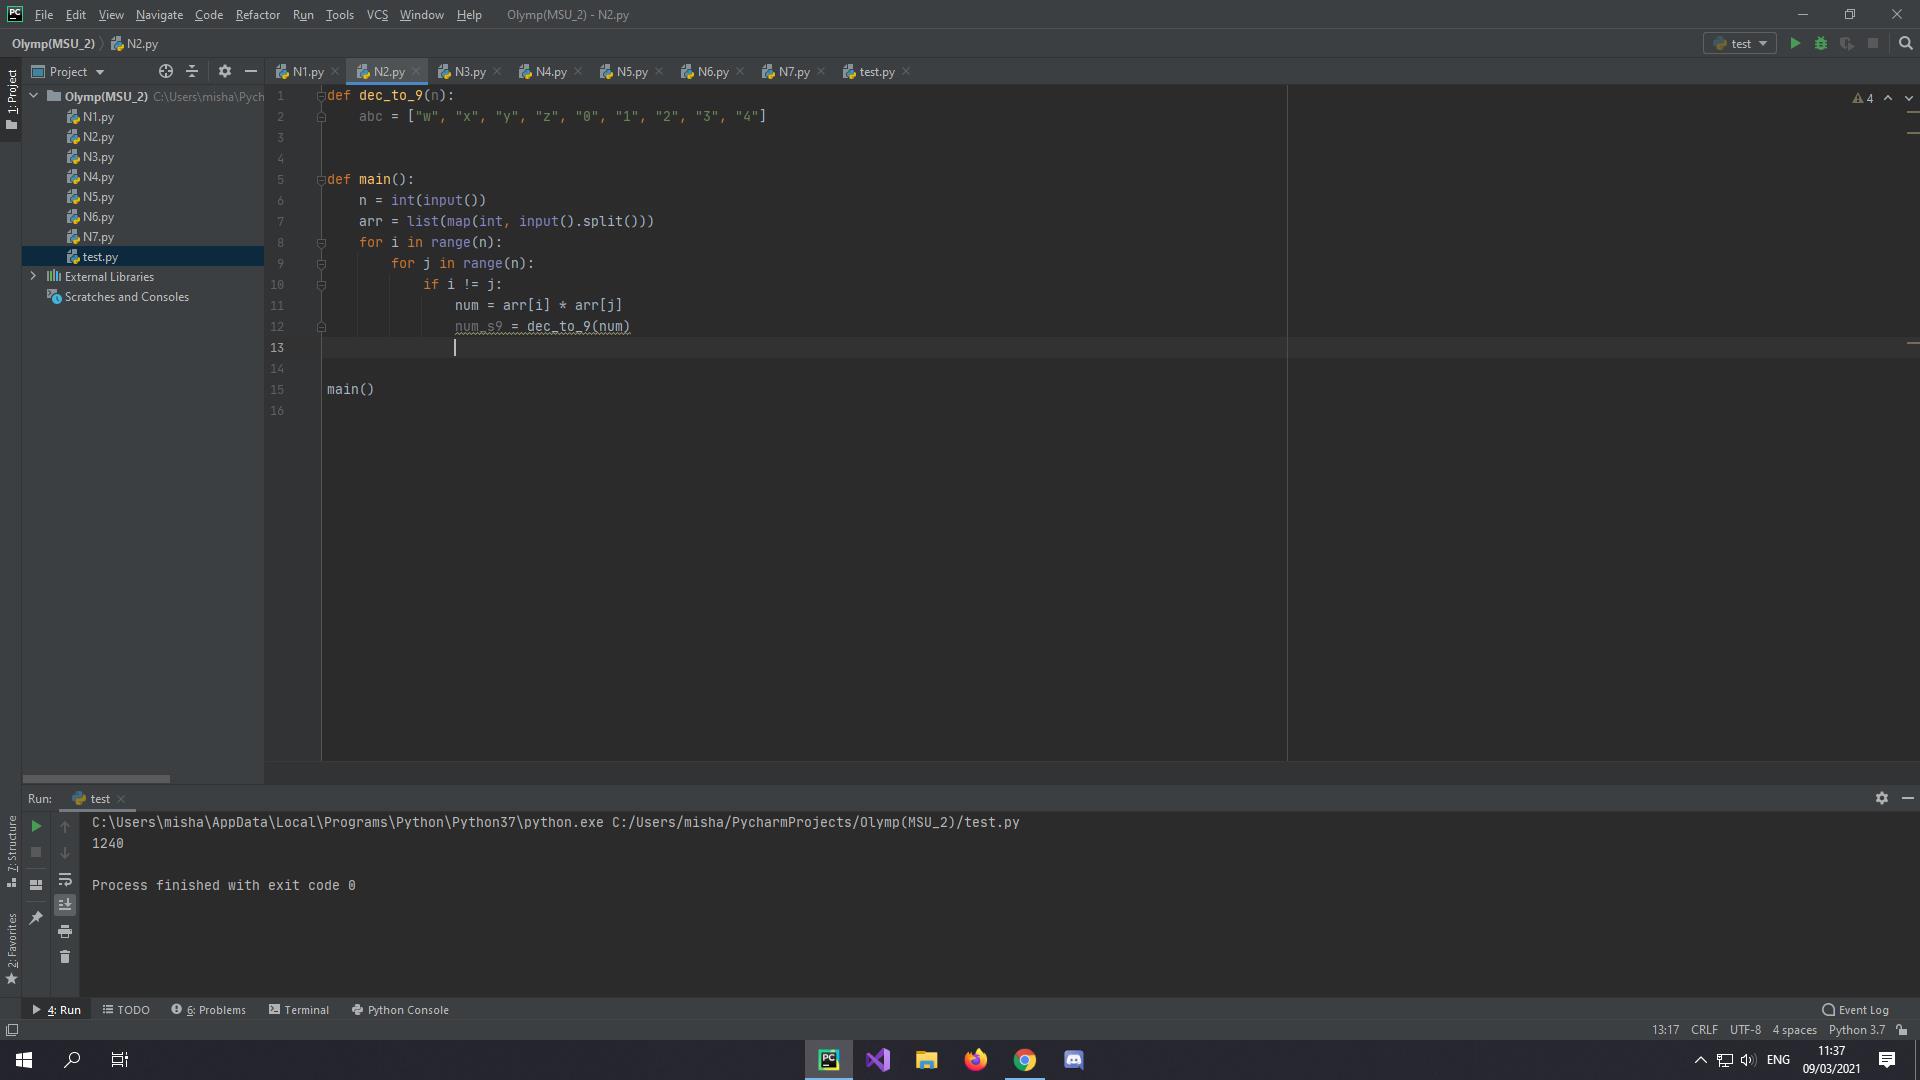 PC File Edit View Navigate Code Refactor Run Tools VCS Window Help Olymp(MSU_2) - N2.py
Olymp(MSU_2) N2.py test
1: Project
Project
N1.py N2.py N3.py N4.py N5.py N6.py N7.py test.py
Olymp(MSU_2) C:\Users\misha\Pych
N1.py
N2.py
N3.py
N4.py
N5.py
N6.py
N7.py
test.py
External Libraries
Scratches and Consoles
4
1 def dec_to_9(n):
2 abc = ["w", "x", "y", "z", "0", "1", "2", "3", "4"]
3
4
5 def main():
6 n = int(input())
7 arr = list(map(int, input().split()))
8 for i in range(n):
9 for j in range(n):
10 if i != j:
11 num = arr[i] * arr[j]
12 num_s9 = dec_to_9(num)
13
14
15 main()
16
Run: test
7: Structure
2: Favorites
C:\Users\misha\AppData\Local\Programs\Python\Python37\python.exe C:/Users/misha/PycharmProjects/Olymp(MSU_2)/test.py
1240
Process finished with exit code 0
4: Run TODO 6: Problems Terminal Python Console Event Log
13:17 CRLF UTF-8 4 spaces Python 3.7
PC ENG 11:37
09/03/2021